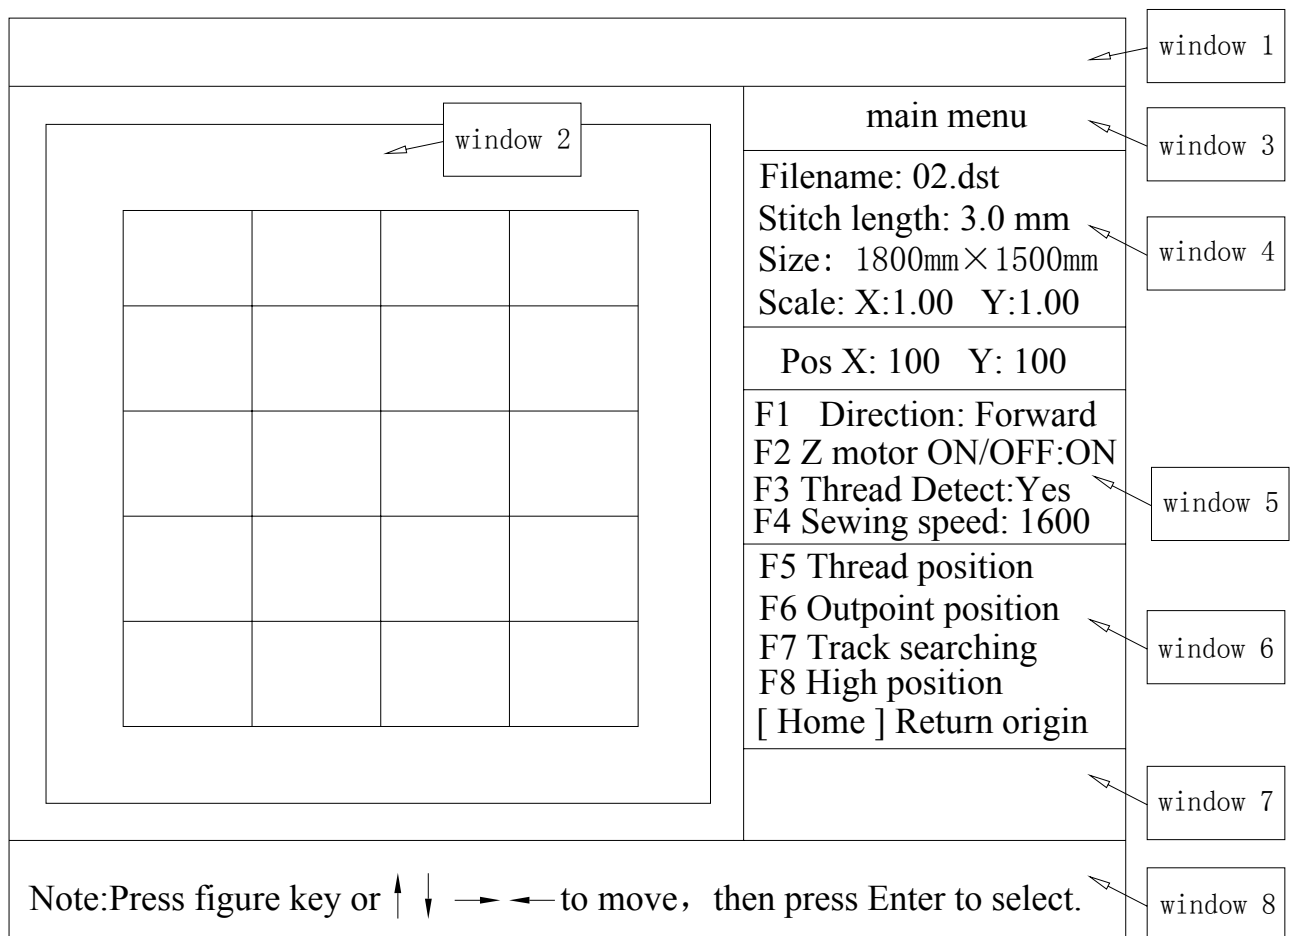 window 1
window 2
main menu
window 3
Filename: 02.dst
Stitch length: 3.0 mm
Size: 1800mm×1500mm
Scale: X:1.00 Y:1.00
window 4
Pos X: 100 Y: 100
F1 Direction: Forward
F2 Z motor ON/OFF:ON
F3 Thread Detect:Yes
F4 Sewing speed: 1600
window 5
F5 Thread position
F6 Outpoint position
F7 Track searching
F8 High position
[ Home ] Return origin
window 6
window 7
Note:Press figure key or ↑ ↓ → ← to move, then press Enter to select.
window 8